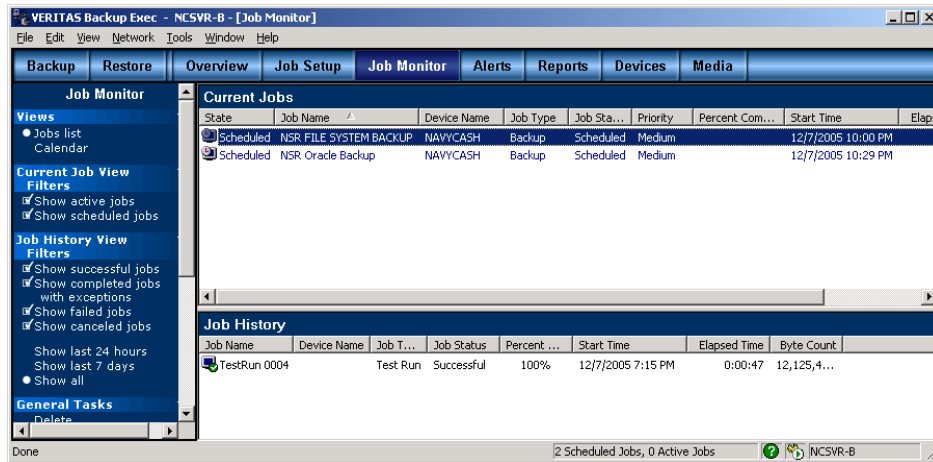 VERITAS Backup Exec - NCSVR-B - [Job Monitor]
File Edit View Network Tools Window Help
Backup Restore Overview Job Setup Job Monitor Alerts Reports Devices Media
Job Monitor
Views
Jobs list
Calendar
Current Job View
Filters
Show active jobs
Show scheduled jobs
Job History View
Filters
Show successful jobs
Show completed jobs
with exceptions
Show failed jobs
Show canceled jobs
Show last 24 hours
Show last 7 days
Show all
General Tasks
Delete
Current Jobs
State Job Name Device Name Job Type Job Sta... Priority Percent Com... Start Time Elaps
Scheduled NSR FILE SYSTEM BACKUP NAVYCASH Backup Scheduled Medium 12/7/2005 10:00 PM
Scheduled NSR Oracle Backup NAVYCASH Backup Scheduled Medium 12/7/2005 10:29 PM
Job History
Job Name Device Name Job T... Job Status Percent ... Start Time Elapsed Time Byte Count
TestRun 0004 Test Run Successful 100% 12/7/2005 7:15 PM 0:00:47 12,125,4...
Done 2 Scheduled Jobs, 0 Active Jobs NCSVR-B